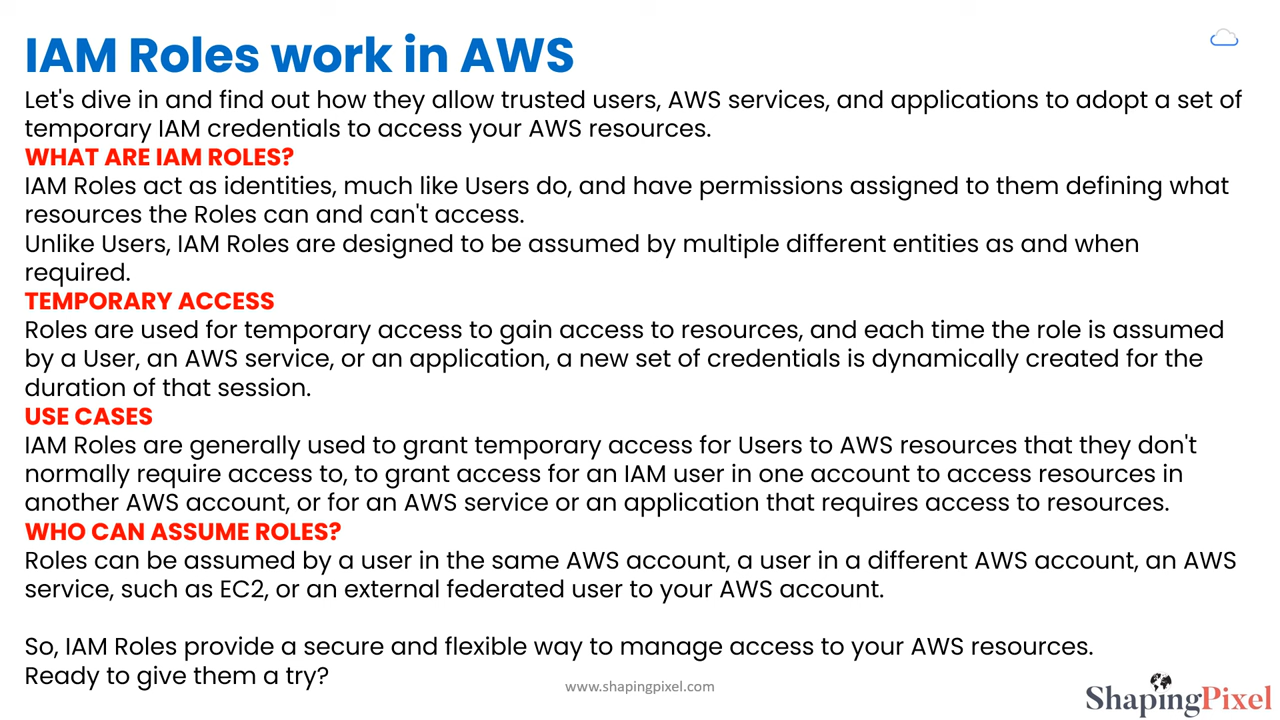 IAM Roles work in AWS
Let's dive in and find out how they allow trusted users, AWS services, and applications to adopt a set of
temporary IAM credentials to access your AWS resources.
WHAT ARE IAM ROLES?
IAM Roles act as identities, much like Users do, and have permissions assigned to them defining what
resources the Roles can and can't access.
Unlike Users, IAM Roles are designed to be assumed by multiple different entities as and when
required.
TEMPORARY ACCESS
Roles are used for temporary access to gain access to resources, and each time the role is assumed
by a User, an AWS service, or an application, a new set of credentials is dynamically created for the
duration of that session.
USE CASES
IAM Roles are generally used to grant temporary access for Users to AWS resources that they don't
normally require access to, to grant access for an IAM user in one account to access resources in
another AWS account, or for an AWS service or an application that requires access to resources.
WHO CAN ASSUME ROLES?
Roles can be assumed by a user in the same AWS account, a user in a different AWS account, an AWS
service, such as EC2, or an external federated user to your AWS account.
So, IAM Roles provide a secure and flexible way to manage access to your AWS resources.
Ready to give them a try?
www.shapingpixel.com
ShapingPixel